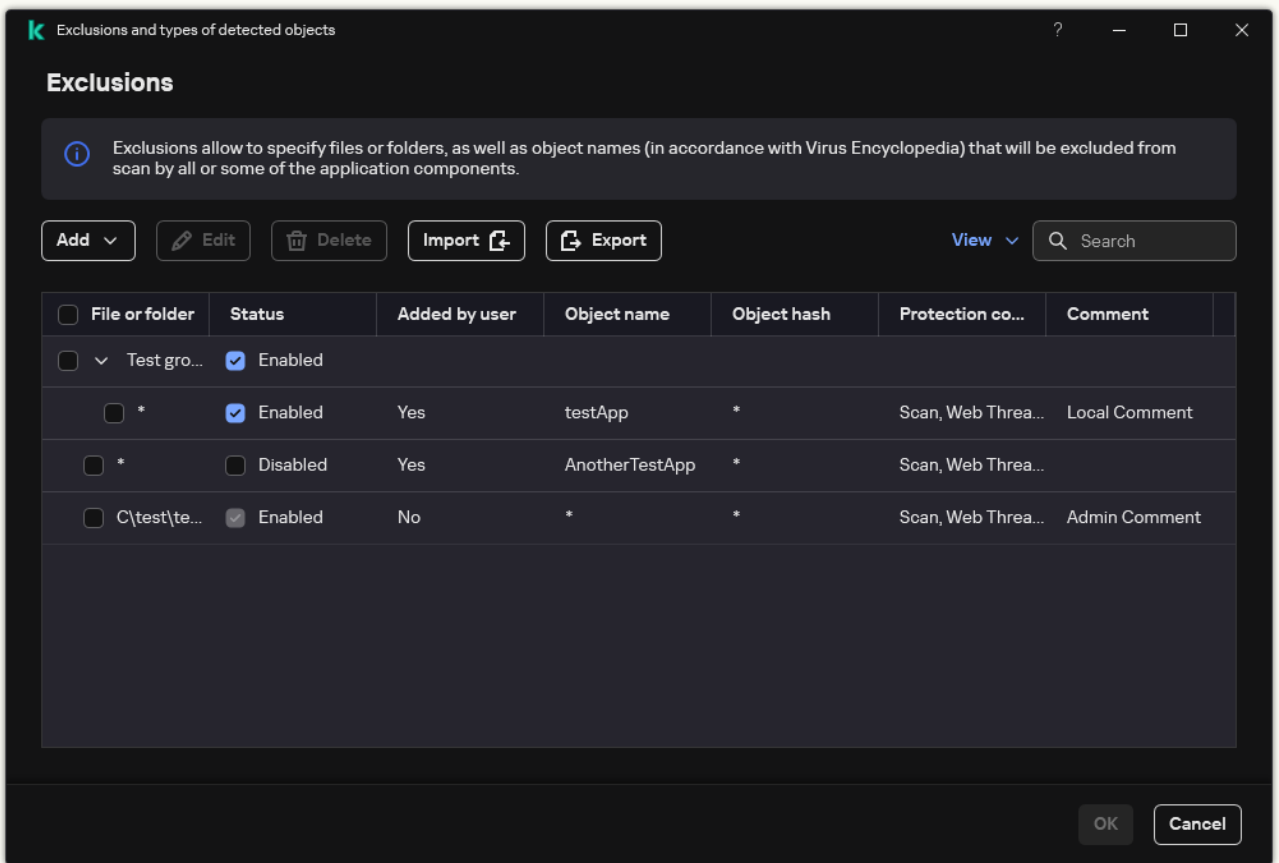 Exclusions and types of detected objects
?
Exclusions
Exclusions allow to specify files or folders, as well as object names (in accordance with Virus Encyclopedia) that will be excluded from
scan by all or some of the application components.
Add Edit Delete Import Export View Search
File or folder Status Added by user Object name Object hash Protection co... Comment
Test gro... Enabled
* Enabled Yes testApp * Scan, Web Threa... Local Comment
* Disabled Yes AnotherTestApp * Scan, Web Threa...
C\test\te... Enabled No * * Scan, Web Threa... Admin Comment
OK Cancel